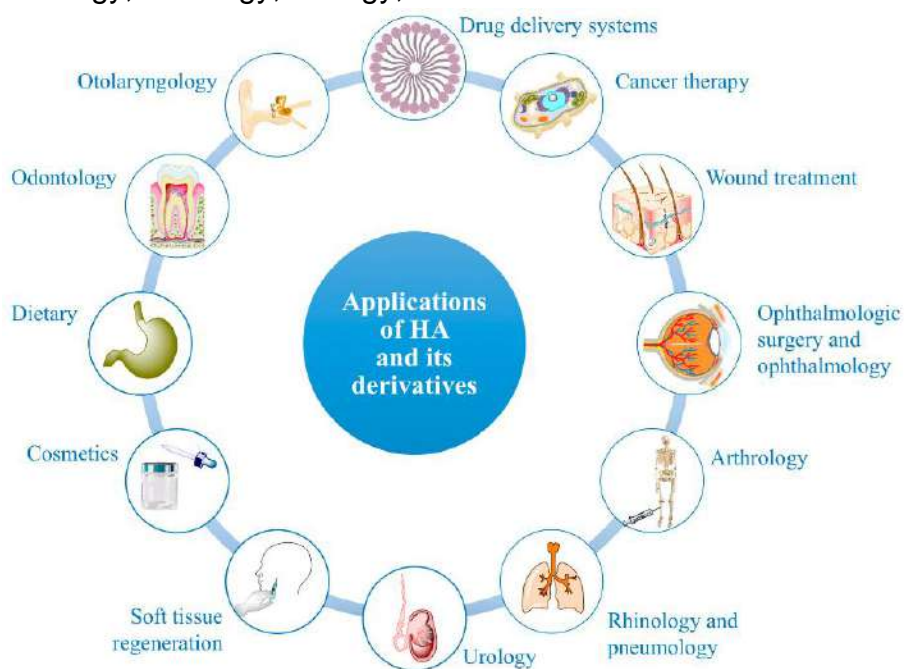 Drug delivery systems
Cancer therapy
Wound treatment
Ophthalmologic
surgery and
ophthalmology
Arthrology
Rhinology and
pneumology
Urology
Soft tissue
regeneration
Cosmetics
Dietary
Odontology
Otolaryngology
Applications
of HA
and its
derivatives